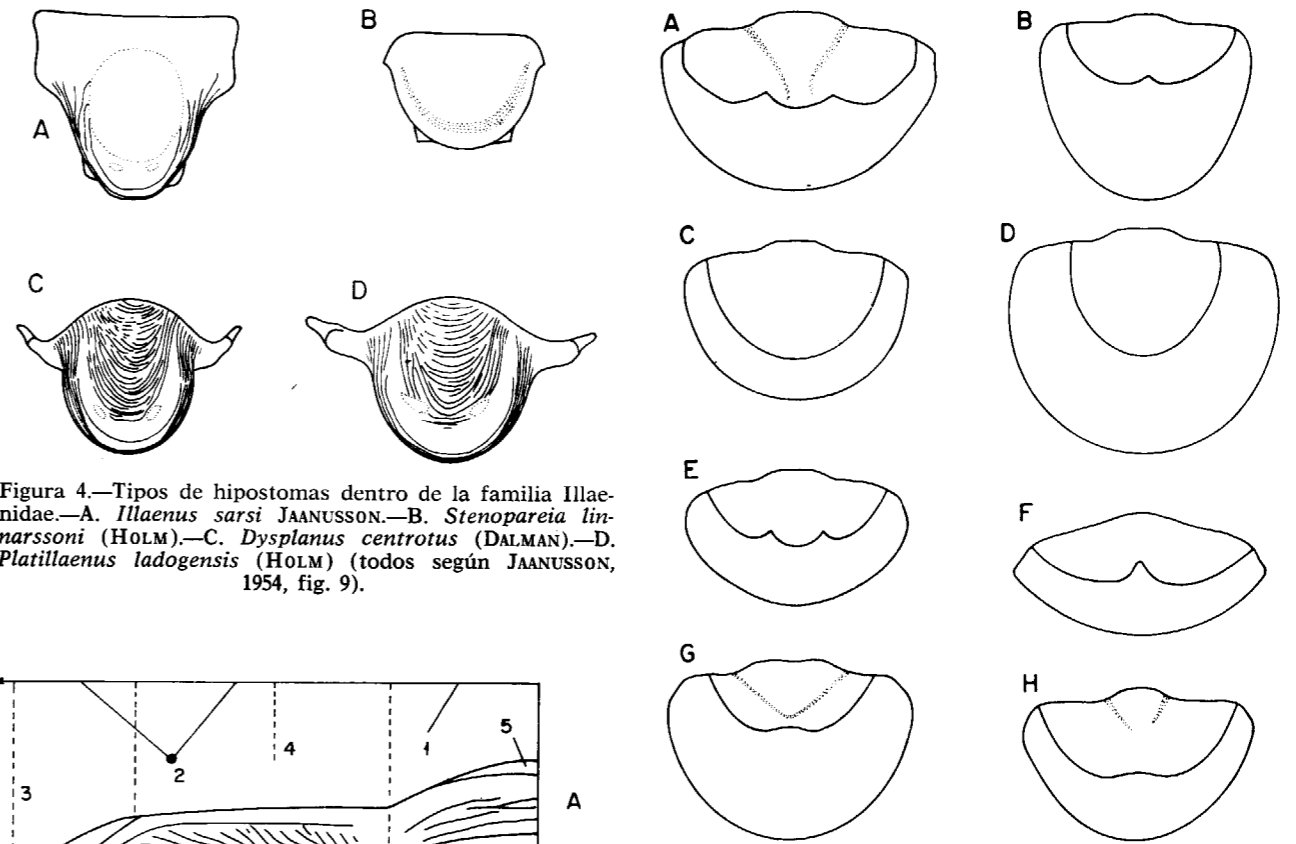 A
B
C
D
Figura 4.—Tipos de hipostomas dentro de la familia Illae-
nidae.—A. Illaenus sarsi JAANUSSON.—B. Stenopareia lin-
narssoni (HOLM).—C. Dysplanus centrotus (DALMAN).—D.
Platillaenus ladogensis (HOLM) (todos según JAANUSSON,
1954, fig. 9).
3
2
4
1
5
A
A
B
C
D
E
F
G
H